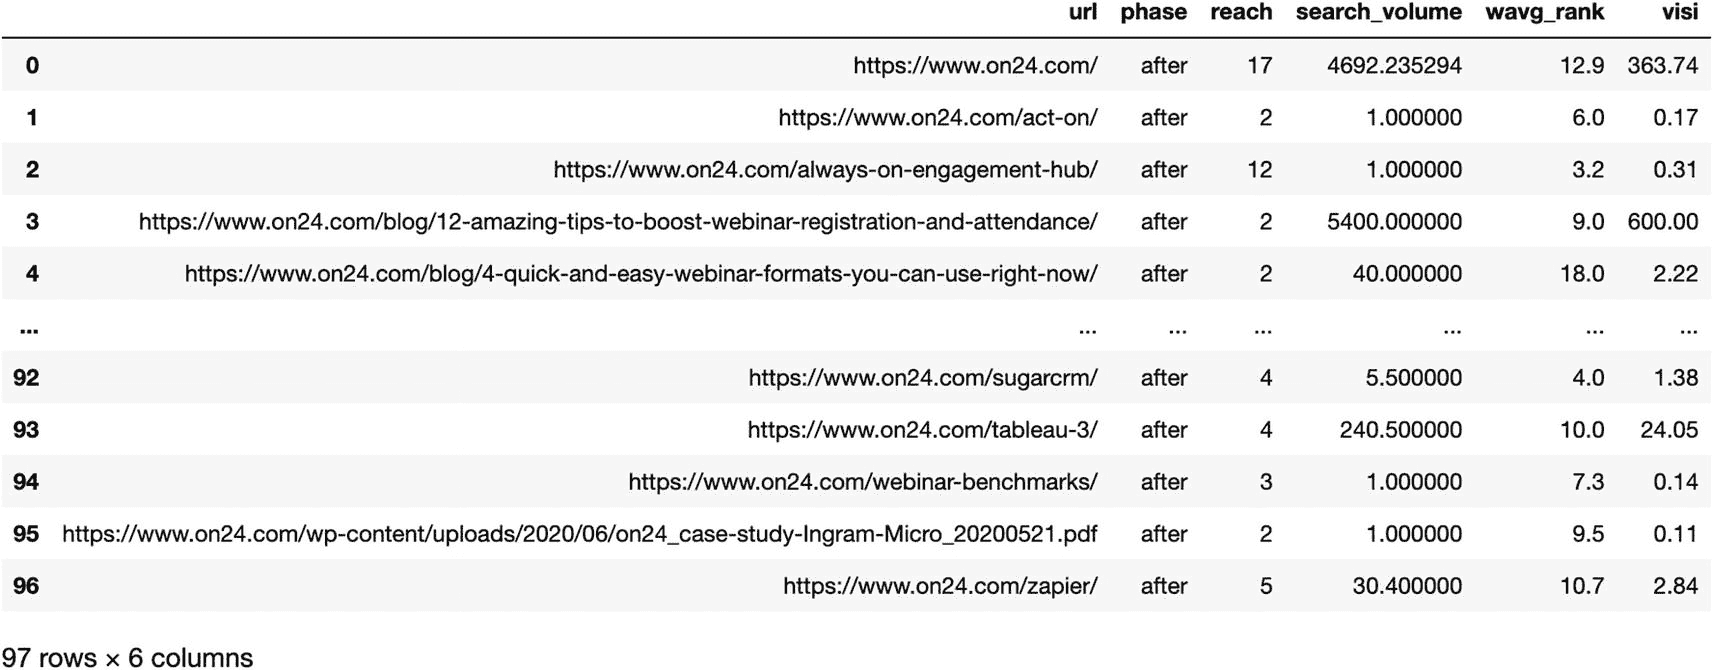 url phase reach search_volume wavg_rank visi
0 https://www.on24.com/ after 17 4692.235294 12.9 363.74
1 https://www.on24.com/act-on/ after 2 1.000000 6.0 0.17
2 https://www.on24.com/always-on-engagement-hub/ after 12 1.000000 3.2 0.31
3 https://www.on24.com/blog/12-amazing-tips-to-boost-webinar-registration-and-attendance/ after 2 5400.000000 9.0 600.00
4 https://www.on24.com/blog/4-quick-and-easy-webinar-formats-you-can-use-right-now/ after 2 40.000000 18.0 2.22
... ... ... ... ... ... ...
92 https://www.on24.com/sugarcrm/ after 4 5.500000 4.0 1.38
93 https://www.on24.com/tableau-3/ after 4 240.500000 10.0 24.05
94 https://www.on24.com/webinar-benchmarks/ after 3 1.000000 7.3 0.14
95 https://www.on24.com/wp-content/uploads/2020/06/on24_case-study-Ingram-Micro_20200521.pdf after 2 1.000000 9.5 0.11
96 https://www.on24.com/zapier/ after 5 30.400000 10.7 2.84
97 rows × 6 columns